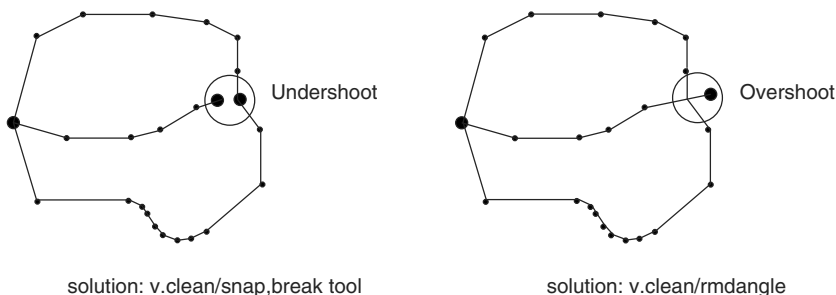 Undershoot
Overshoot
solution: v.clean/snap,break tool
solution: v.clean/rmdangle